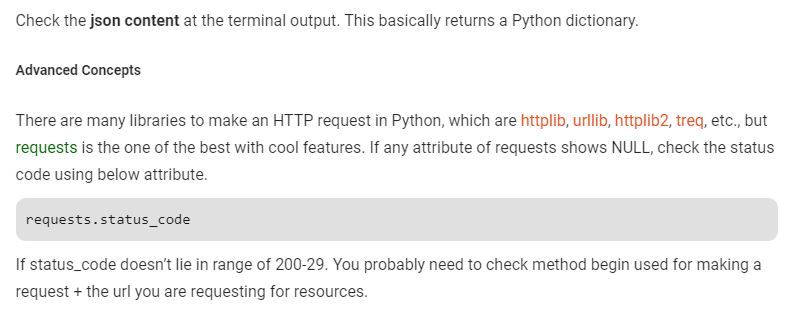 Check the json content at the terminal output. This basically returns a Python dictionary.
Advanced Concepts
There are many libraries to make an HTTP request in Python, which are httplib, urllib, httplib2, treq, etc., but
requests is the one of the best with cool features. If any attribute of requests shows NULL, check the status
code using below attribute.
requests.status_code
If status_code doesn’t lie in range of 200-29. You probably need to check method begin used for making a
request + the url you are requesting for resources.